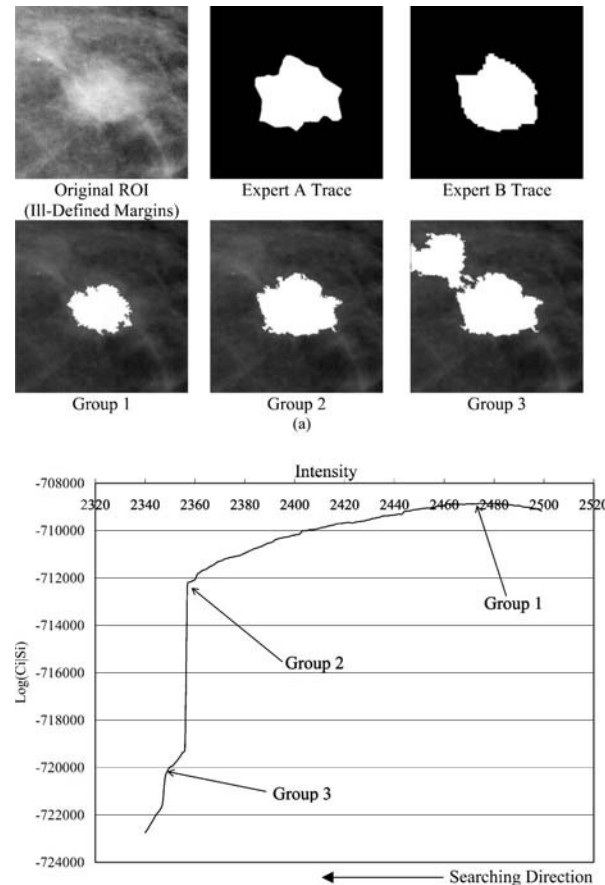 Original ROI
(Ill-Defined Margins)
Expert A Trace
Expert B Trace
Group 1
Group 2
Group 3
(a)
Intensity
-708000
2320 2340 2360 2380 2400 2420 2440 2460 2480 2500 2520
-710000
-712000
-714000
-716000
-718000
-720000
-722000
-724000
Log(Ci|Si)
Group 1
Group 2
Group 3
Searching Direction